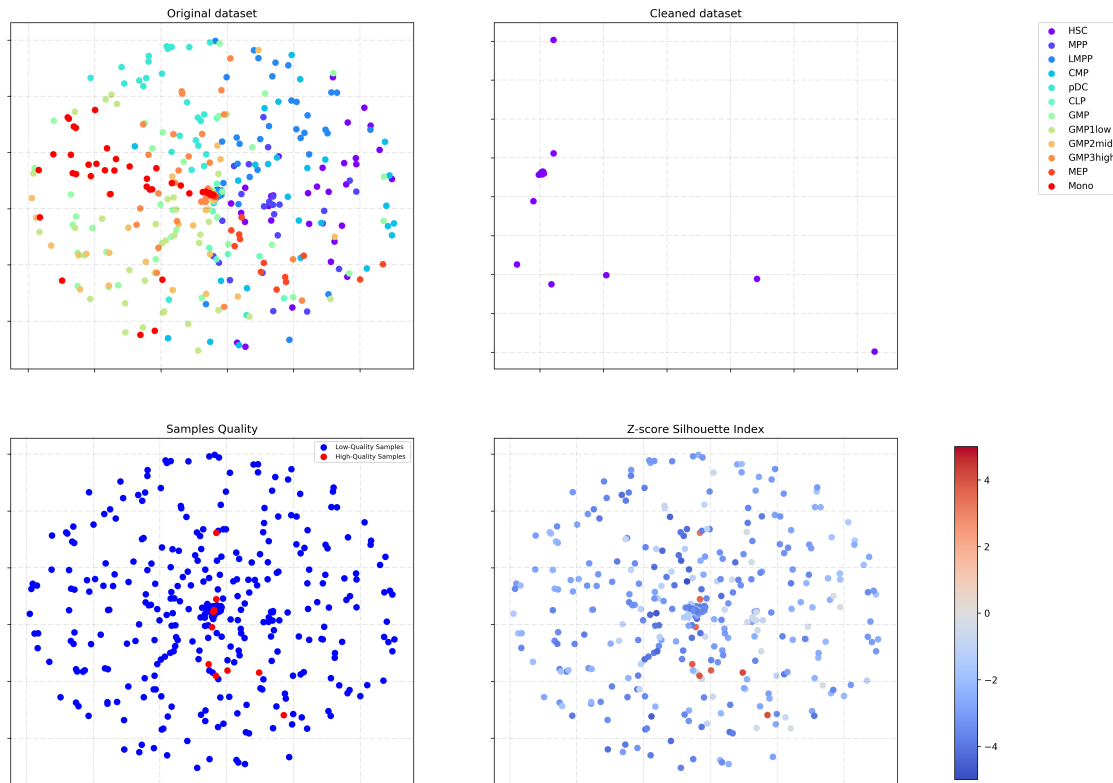 Original dataset
Cleaned dataset
HSC
MPP
LMPP
CMP
pDC
CLP
GMP
GMP1low
GMP2mid
GMP3high
MEP
Mono
Samples Quality
Low-Quality Samples
High-Quality Samples
Z-score Silhouette Index
4
2
0
−2
−4